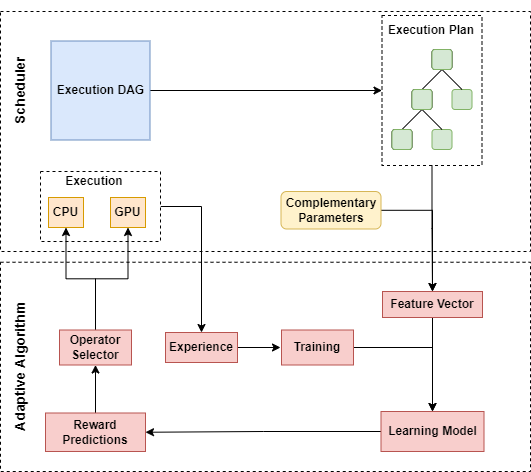 Scheduler
Execution DAG
Execution Plan
Execution
CPU
GPU
Complementary
Parameters
Adaptive Algorithm
Feature Vector
Operator
Selector
Experience
Training
Reward
Predictions
Learning Model